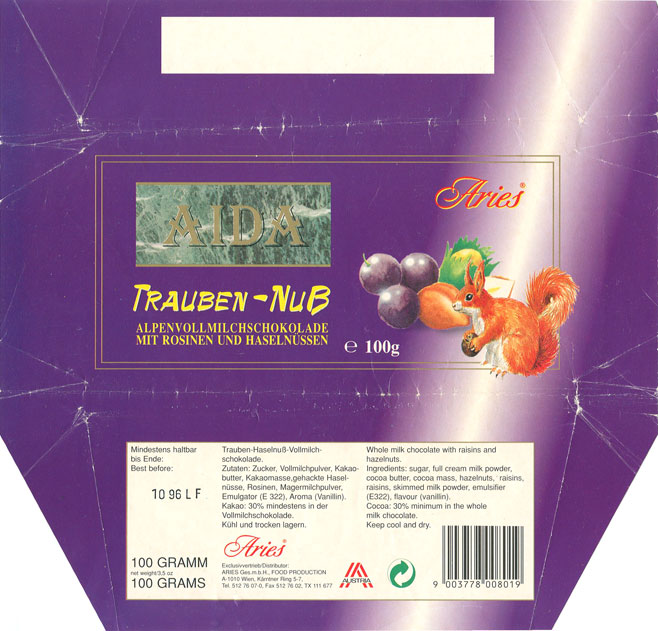 AIDA
Aries®
TRAUBEN-NUß
ALPENVOLLMILCHSCHOKOLADE
MIT ROSINEN UND HASELNÜSSEN
℮ 100g
Mindestens haltbar
bis Ende:
Best before:
10 96 L F
100 GRAMM
net weight/3,5 oz
100 GRAMS
Trauben-Haselnuß-Vollmilch-
schokolade.
Zutaten: Zucker, Vollmilchpulver, Kakao-
butter, Kakaomasse,gehackte Hasel-
nüsse, Rosinen, Magermilchpulver,
Emulgator (E 322), Aroma (Vanillin).
Kakao: 30% mindestens in der
Vollmilchschokolade.
Kühl und trocken lagern.
Aries®
Exclusivvertrieb/Distributor:
ARIES Ges.m.b.H., FOOD PRODUCTION
A-1010 Wien, Kärntner Ring 5-7,
Tel. 512 76 07-0, Fax 512 76 02, TX 111 677
Whole milk chocolate with raisins and
hazelnuts.
Ingredients: sugar, full cream milk powder,
cocoa butter, cocoa mass, hazelnuts, raisins,
raisins, skimmed milk powder, emulsifier
(E322), flavour (vanillin).
Cocoa: 30% minimum in the whole
milk chocolate.
Keep cool and dry.
AUSTRIA
9 003778 008019